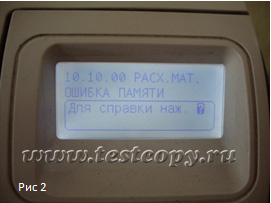 10.10.00 РАСХ.МАТ.
ОШИБКА ПАМЯТИ
Для справки наж. ?
www.testcopy.ru
Рис 2